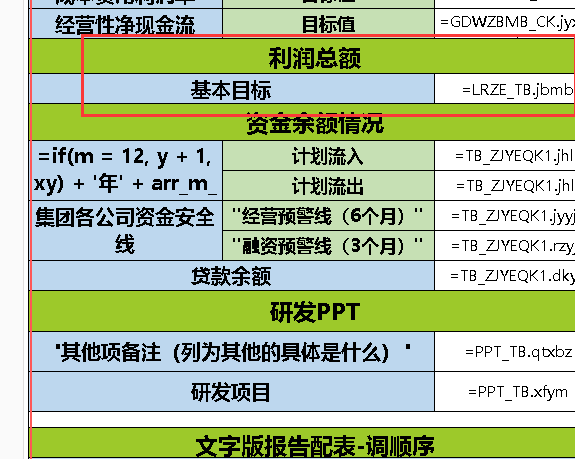 经营性净现金流 目标值 =GDWZBMB_CK.jyx
利润总额
基本目标 =LRZE_TB.jbmb
资金余额情况
=if(m = 12, y + 1, xy) + '年' + arr_m_ 计划流入 =TB_ZJYEQK1.jhl
计划流出 =TB_ZJYEQK1.jhl
集团各公司资金安全线 "经营预警线（6个月）" =TB_ZJYEQK1.jyyj
"融资预警线（3个月）" =TB_ZJYEQK1.rzyj
贷款余额 =TB_ZJYEQK1.dky
研发PPT
"其他项备注（列为其他的具体是什么）" =PPT_TB.qtxbz
研发项目 =PPT_TB.xfym
文字版报告配表-调顺序